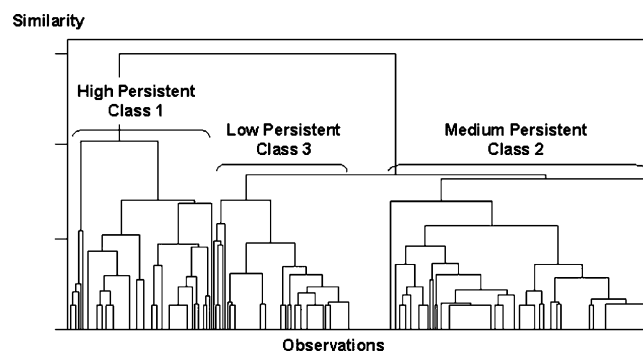 Similarity
High Persistent
Class 1
Low Persistent
Class 3
Medium Persistent
Class 2
Observations